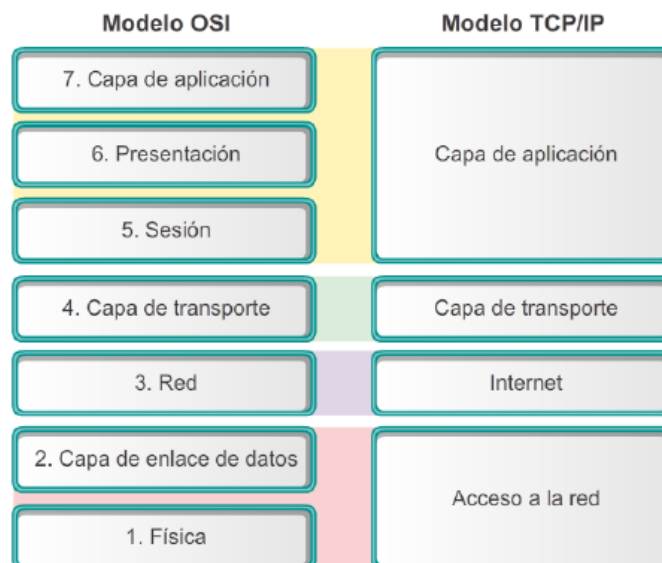 Modelo OSI
Modelo TCP/IP
7. Capa de aplicación
6. Presentación
Capa de aplicación
5. Sesión
4. Capa de transporte
Capa de transporte
3. Red
Internet
2. Capa de enlace de datos
Acceso a la red
1. Física